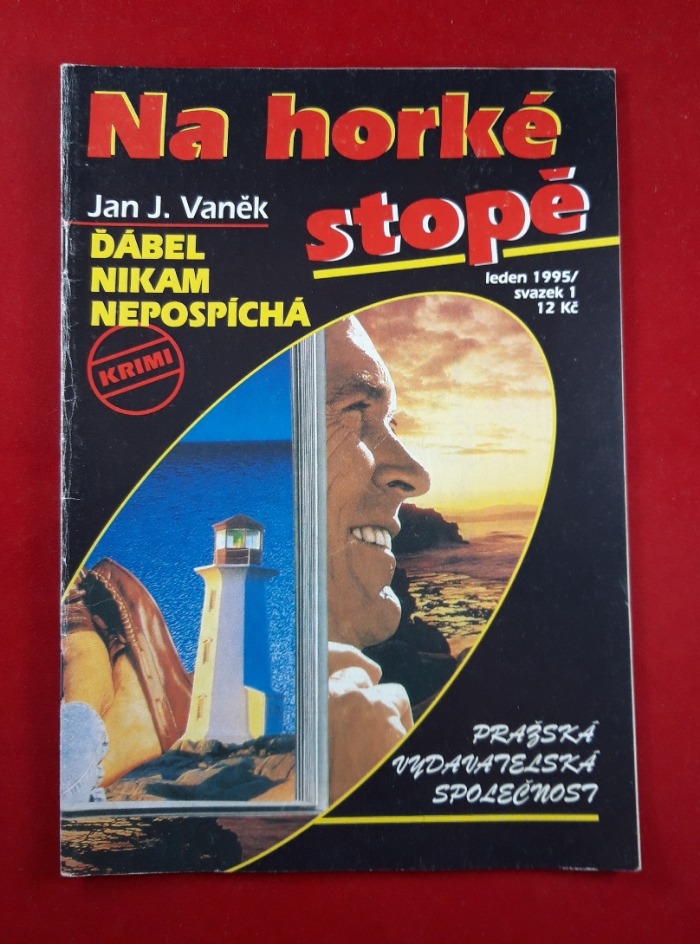 Na horké
stopě
Jan J. Vaněk
ĎÁBEL
NIKAM
NEPOSPÍCHÁ
KRIMI
leden 1995/
svazek 1
12 Kč
PRAŽSKÁ
VYDAVATELSKÁ
SPOLEČNOST